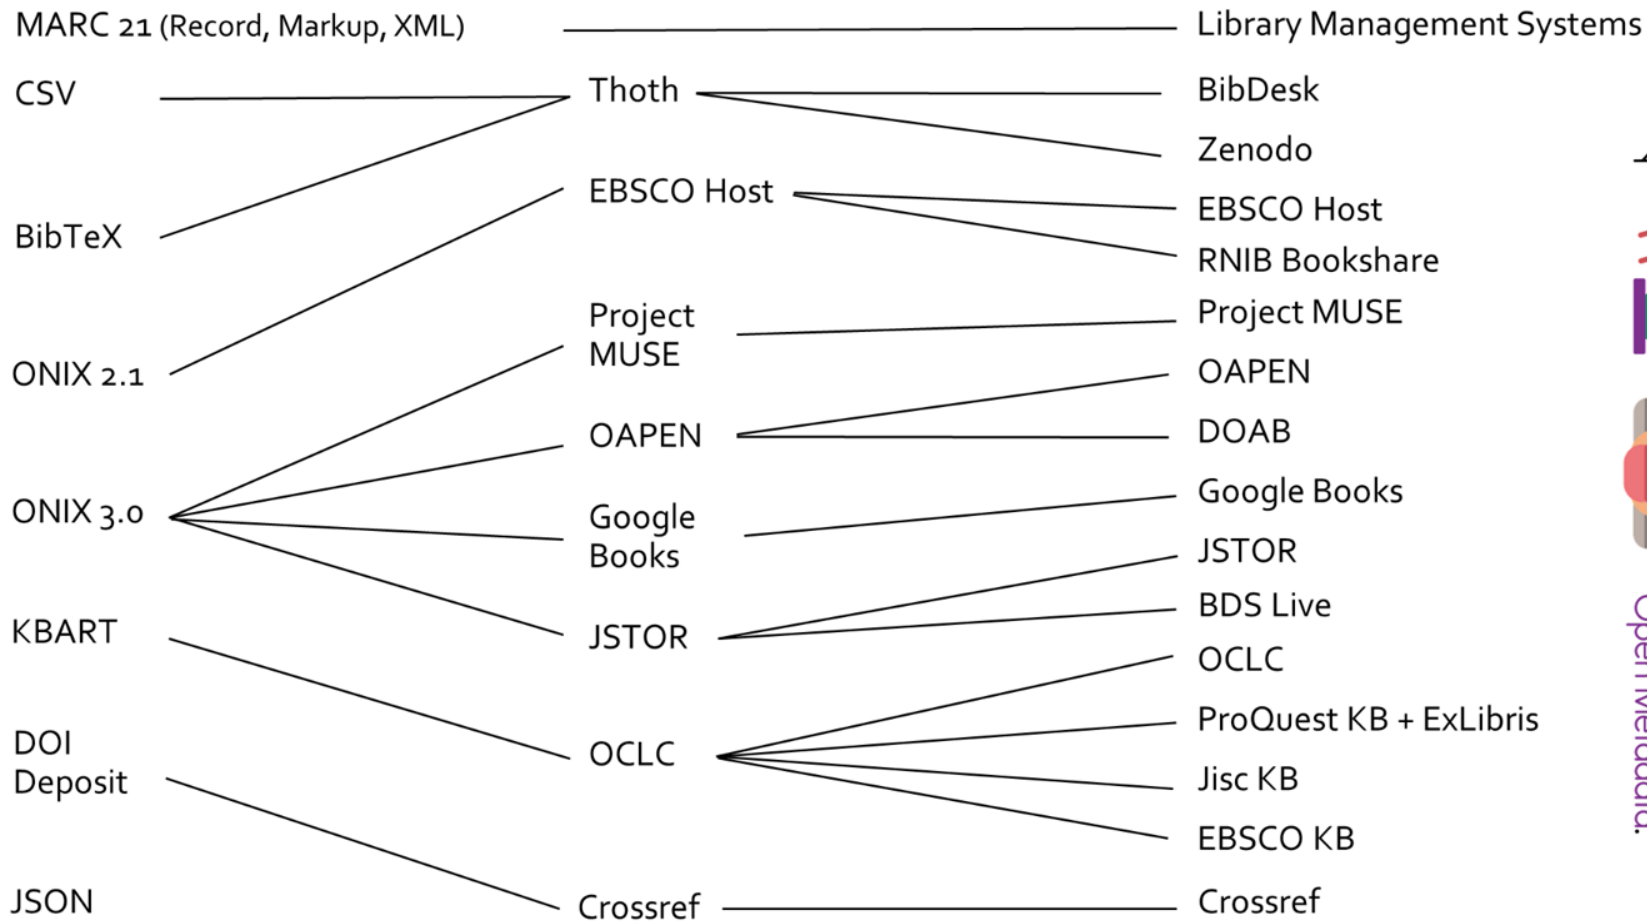 MARC 21 (Record, Markup, XML)
Library Management Systems
CSV
Thoth
BibDesk
Zenodo
BibTeX
EBSCO Host
EBSCO Host
RNIB Bookshare
ONIX 2.1
Project
MUSE
Project MUSE
OAPEN
OAPEN
DOAB
ONIX 3.0
Google
Books
Google Books
JSTOR
JSTOR
BDS Live
KBART
OCLC
OCLC
ProQuest KB + ExLibris
Jisc KB
EBSCO KB
DOI
Deposit
JSON
Crossref
Crossref
Open Metadata.